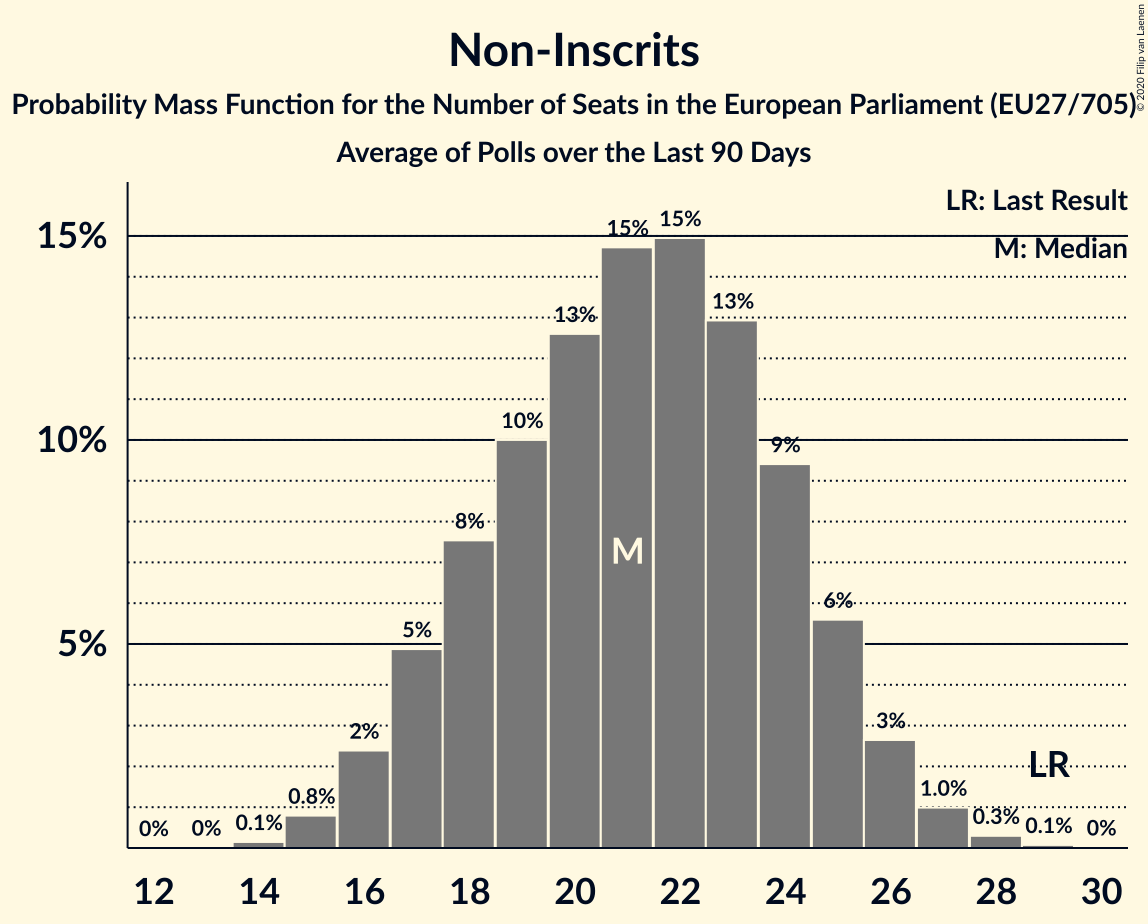 Non-Inscrits
Probability Mass Function for the Number of Seats in the European Parliament (EU27/705)
Average of Polls over the Last 90 Days
© 2020 Filip van Laenen
LR: Last Result
M: Median
15%
10%
5%
0%
0%
0.1%
0.8%
2%
5%
8%
10%
13%
15%
15%
13%
9%
6%
3%
1.0%
0.3%
0.1%
0%
M
LR
12 14 16 18 20 22 24 26 28 30